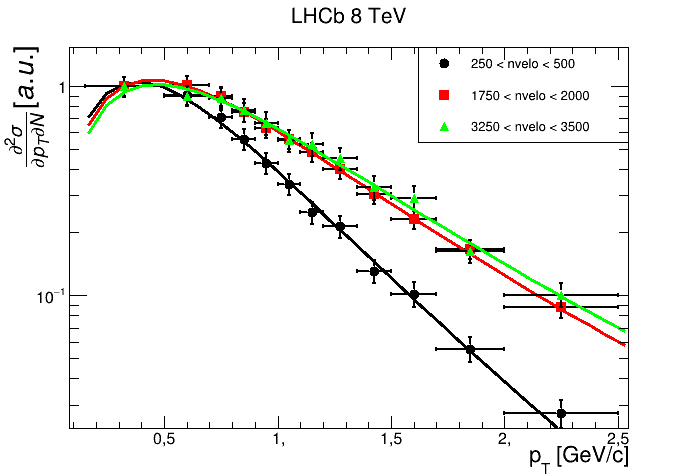 LHCb 8 TeV
∂²σ/∂p_T∂N [a.u.]
1
10⁻¹
250 < nvelo < 500
1750 < nvelo < 2000
3250 < nvelo < 3500
0,5 1, 1,5 2, 2,5
p_T [GeV/c]